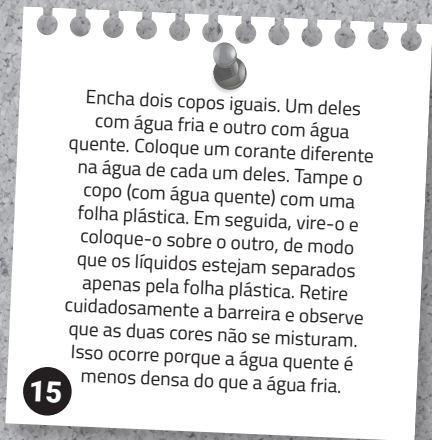 Encha dois copos iguais. Um deles
com água fria e outro com água
quente. Coloque um corante diferente
na água de cada um deles. Tampe o
copo (com água quente) com uma
folha plástica. Em seguida, vire-o e
coloque-o sobre o outro, de modo
que os líquidos estejam separados
apenas pela folha plástica. Retire
cuidadosamente a barreira e observe
que as duas cores não se misturam.
Isso ocorre porque a água quente é
menos densa do que a água fria.
15